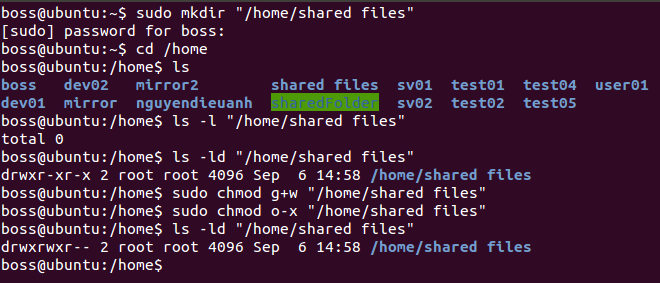 boss@ubuntu:~$ sudo mkdir "/home/shared files"
[sudo] password for boss:
boss@ubuntu:~$ cd /home
boss@ubuntu:/home$ ls
boss   dev02   mirror2         shared files  sv01  test01  test04  user01
dev01  mirror  nguyendieuanh   sharedFolder  sv02  test02  test05
boss@ubuntu:/home$ ls -l "/home/shared files"
total 0
boss@ubuntu:/home$ ls -ld "/home/shared files"
drwxr-xr-x 2 root root 4096 Sep  6 14:58 /home/shared files
boss@ubuntu:/home$ sudo chmod g+w "/home/shared files"
boss@ubuntu:/home$ sudo chmod o-x "/home/shared files"
boss@ubuntu:/home$ ls -ld "/home/shared files"
drwxrwxr-- 2 root root 4096 Sep  6 14:58 /home/shared files
boss@ubuntu:/home$